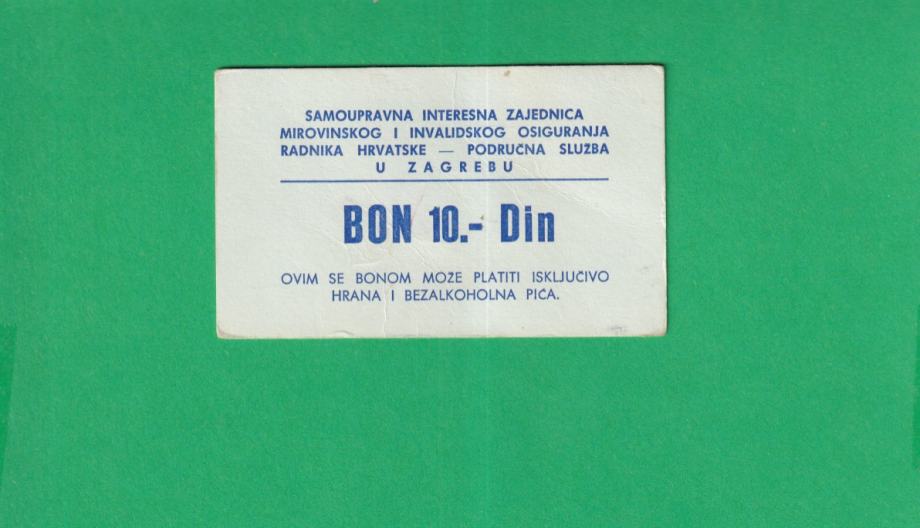 SAMOUPRAVNA INTERESNA ZAJEDNICA
MIROVINSKOG I INVALIDSKOG OSIGURANJA
RADNIKA HRVATSKE — PODRUČNA SLUŽBA
U ZAGREBU
BON 10.- Din
OVIM SE BONOM MOŽE PLATITI ISKLJUČIVO
HRANA I BEZALKOHOLNA PIĆA.